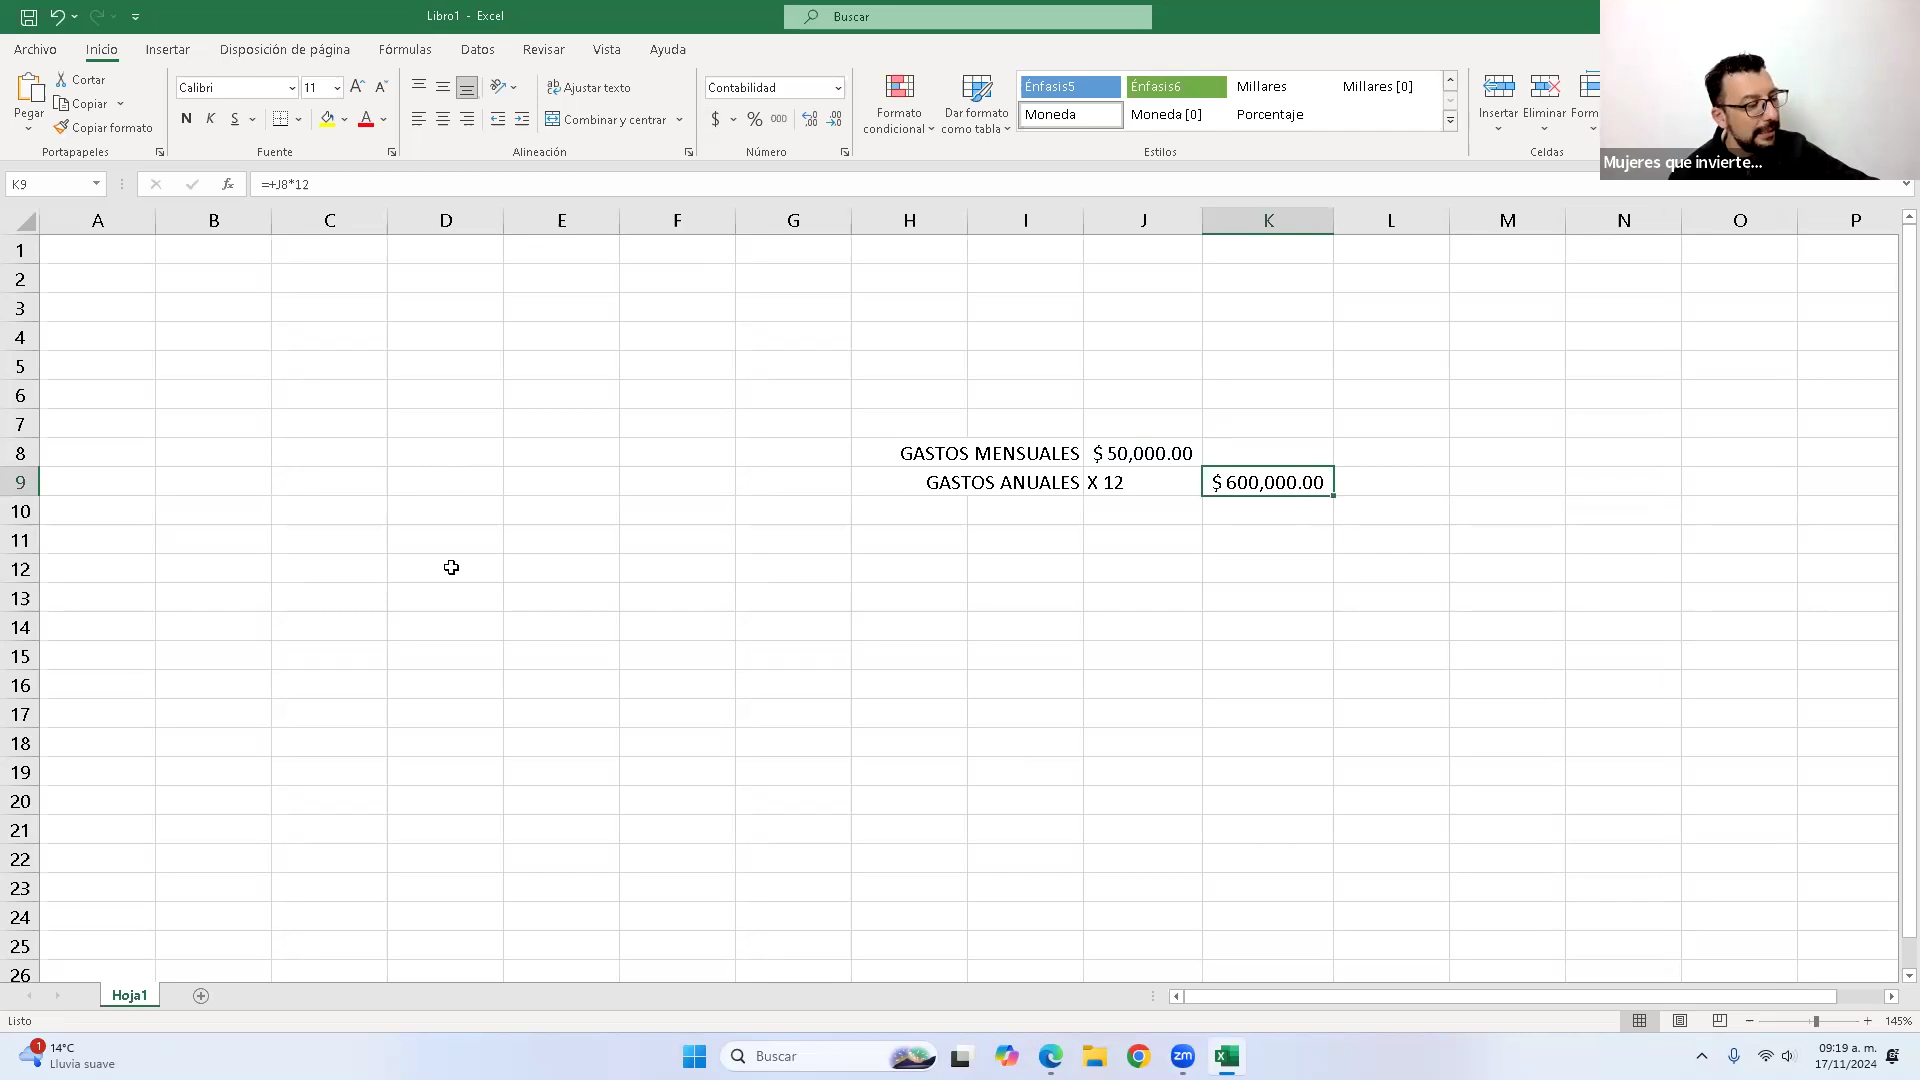 Libro1 - Excel
Buscar
Archivo Inicio Insertar Disposición de página Fórmulas Datos Revisar Vista Ayuda
Pegar
Cortar
Copiar
Copiar formato
Portapapeles
Calibri 11
N K S
Fuente
Ajustar texto
Combinar y centrar
Alineación
Contabilidad
$ % 000
Número
Formato condicional
Dar formato como tabla
Énfasis5 Énfasis6 Millares Millares [0]
Moneda Moneda [0] Porcentaje
Estilos
Insertar Eliminar Form
Celdas
Mujeres que invierte...
K9 fx =+J8*12
A B C D E F G H I J K L M N O P
1
2
3
4
5
6
7
8 GASTOS MENSUALES $ 50,000.00
9 GASTOS ANUALES X 12 $ 600,000.00
10
11
12
13
14
15
16
17
18
19
20
21
22
23
24
25
26
Hoja1
Listo
145%
1
14°C
Lluvia suave
Buscar
zm
09:19 a. m.
17/11/2024